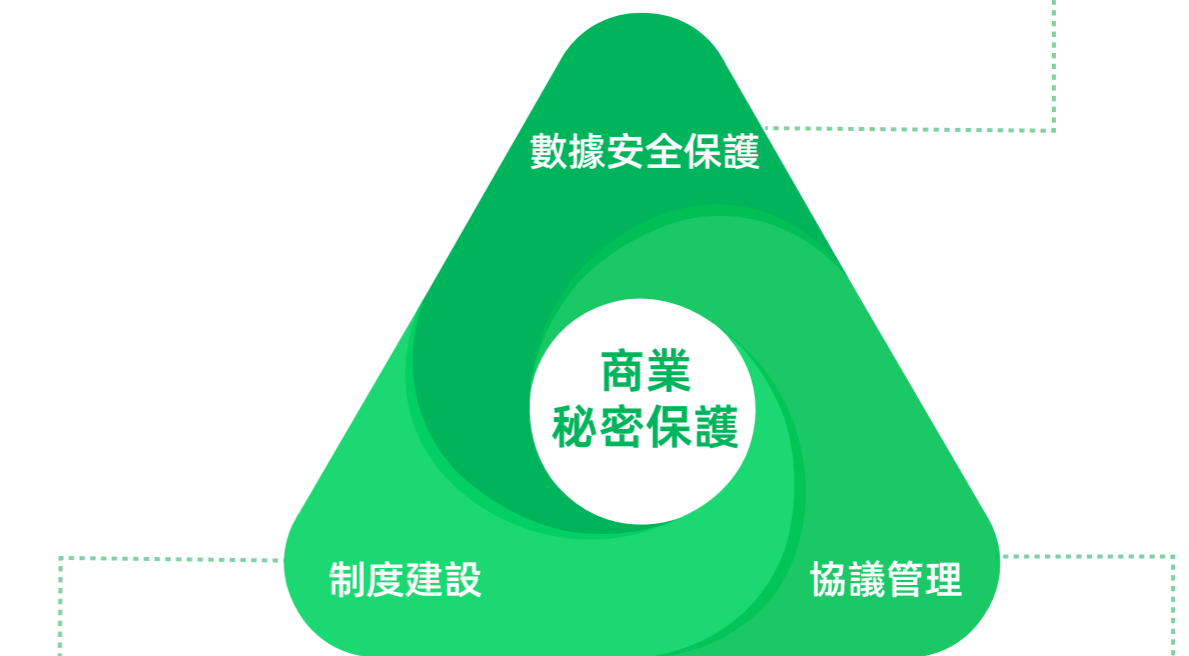 數據安全保護
商業
秘密保護
制度建設
協議管理